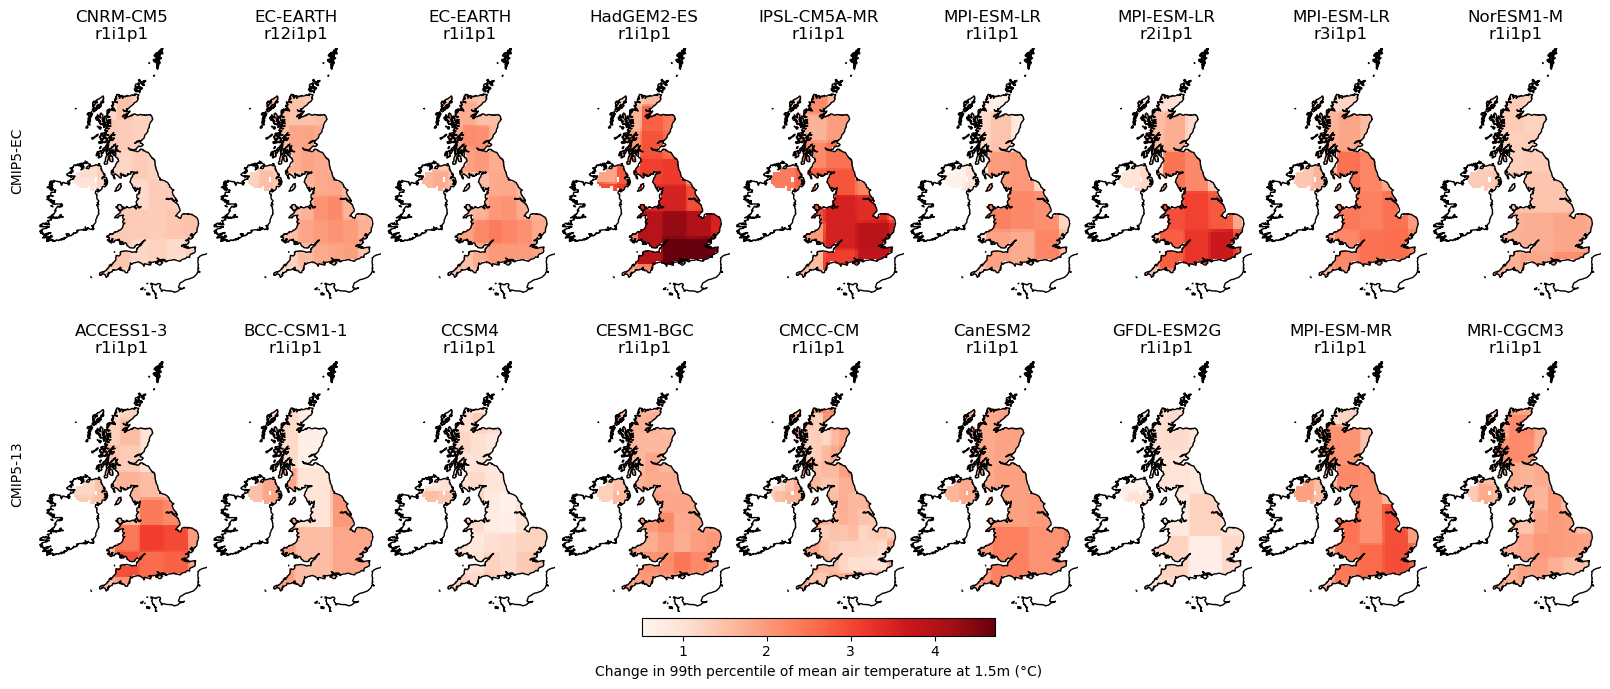 CNRM-CM5
r1i1p1
EC-EARTH
r12i1p1
EC-EARTH
r1i1p1
HadGEM2-ES
r1i1p1
IPSL-CM5A-MR
r1i1p1
MPI-ESM-LR
r1i1p1
MPI-ESM-LR
r2i1p1
MPI-ESM-LR
r3i1p1
NorESM1-M
r1i1p1
CMIP5-EC
ACCESS1-3
r1i1p1
BCC-CSM1-1
r1i1p1
CCSM4
r1i1p1
CESM1-BGC
r1i1p1
CMCC-CM
r1i1p1
CanESM2
r1i1p1
GFDL-ESM2G
r1i1p1
MPI-ESM-MR
r1i1p1
MRI-CGCM3
r1i1p1
CMIP5-13
1 2 3 4
Change in 99th percentile of mean air temperature at 1.5m (°C)